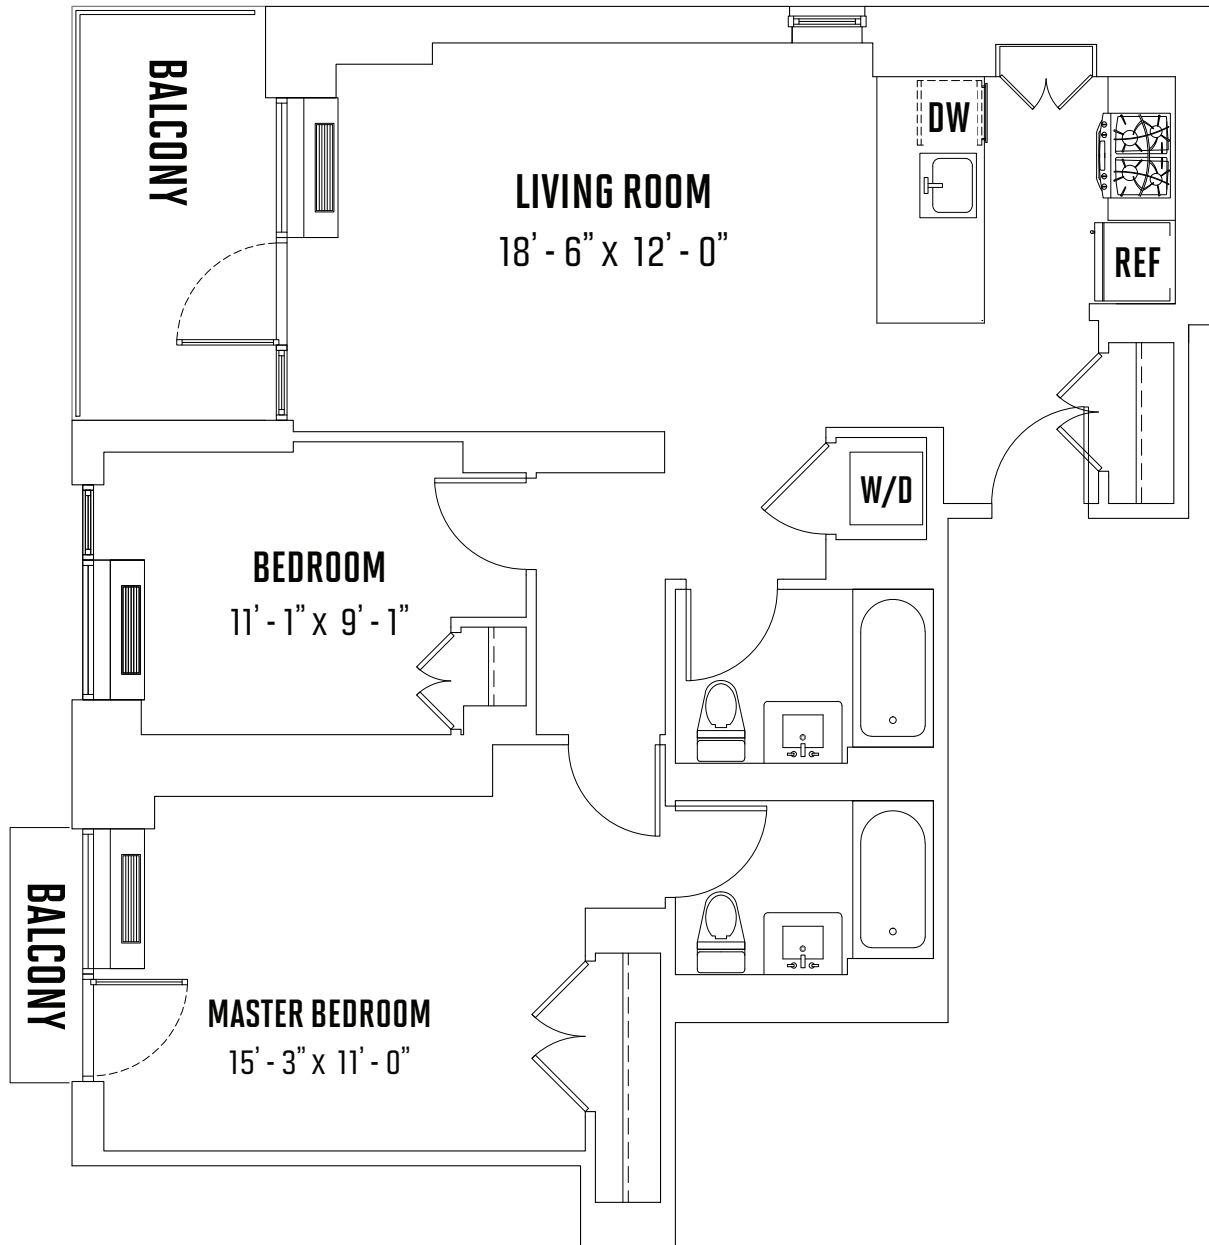 BALCONY
DW
LIVING ROOM
18’ - 6” X 12’ - 0”
REF
W/D
BEDROOM
11’ - 1” X 9’ - 1”
BALCONY
MASTER BEDROOM
15’ - 3” X 11’ - 0”